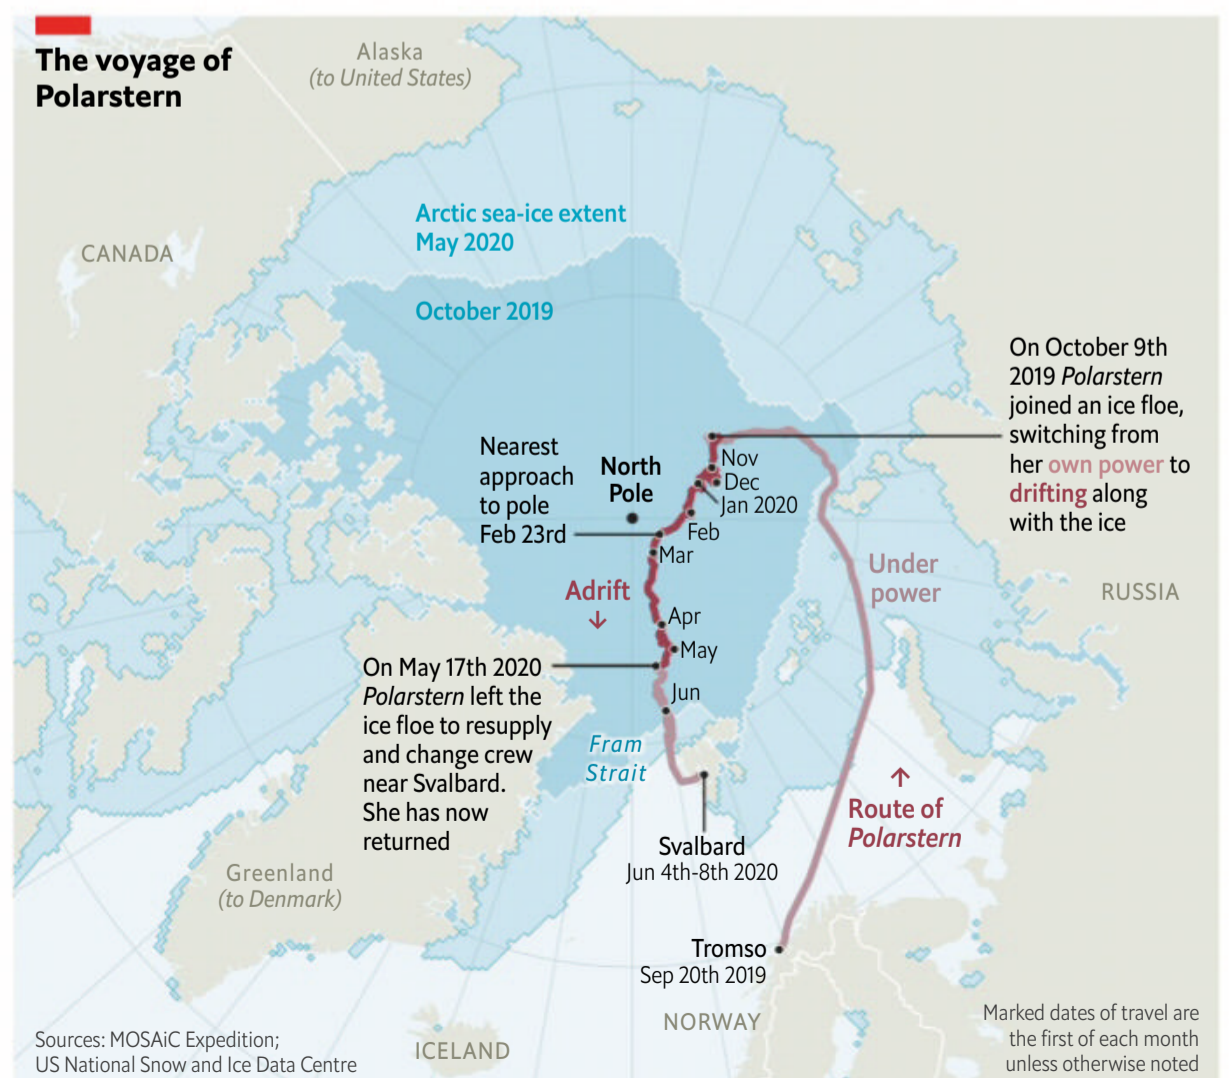 The voyage of
Polarstern
Alaska
(to United States)
Arctic sea-ice extent
May 2020
CANADA
October 2019
On October 9th
2019 Polarstern
joined an ice floe,
switching from
her own power to
drifting along
with the ice
Nearest
approach
to pole
Feb 23rd
North
Pole
Nov
Dec
Jan 2020
Feb
Mar
Under
power
RUSSIA
Adrift
↓
Apr
May
On May 17th 2020
Polarstern left the
ice floe to resupply
and change crew
near Svalbard.
She has now
returned
Jun
Fram
Strait
↑
Route of
Polarstern
Svalbard
Jun 4th-8th 2020
Greenland
(to Denmark)
Tromso
Sep 20th 2019
NORWAY
ICELAND
Sources: MOSAiC Expedition;
US National Snow and Ice Data Centre
Marked dates of travel are
the first of each month
unless otherwise noted